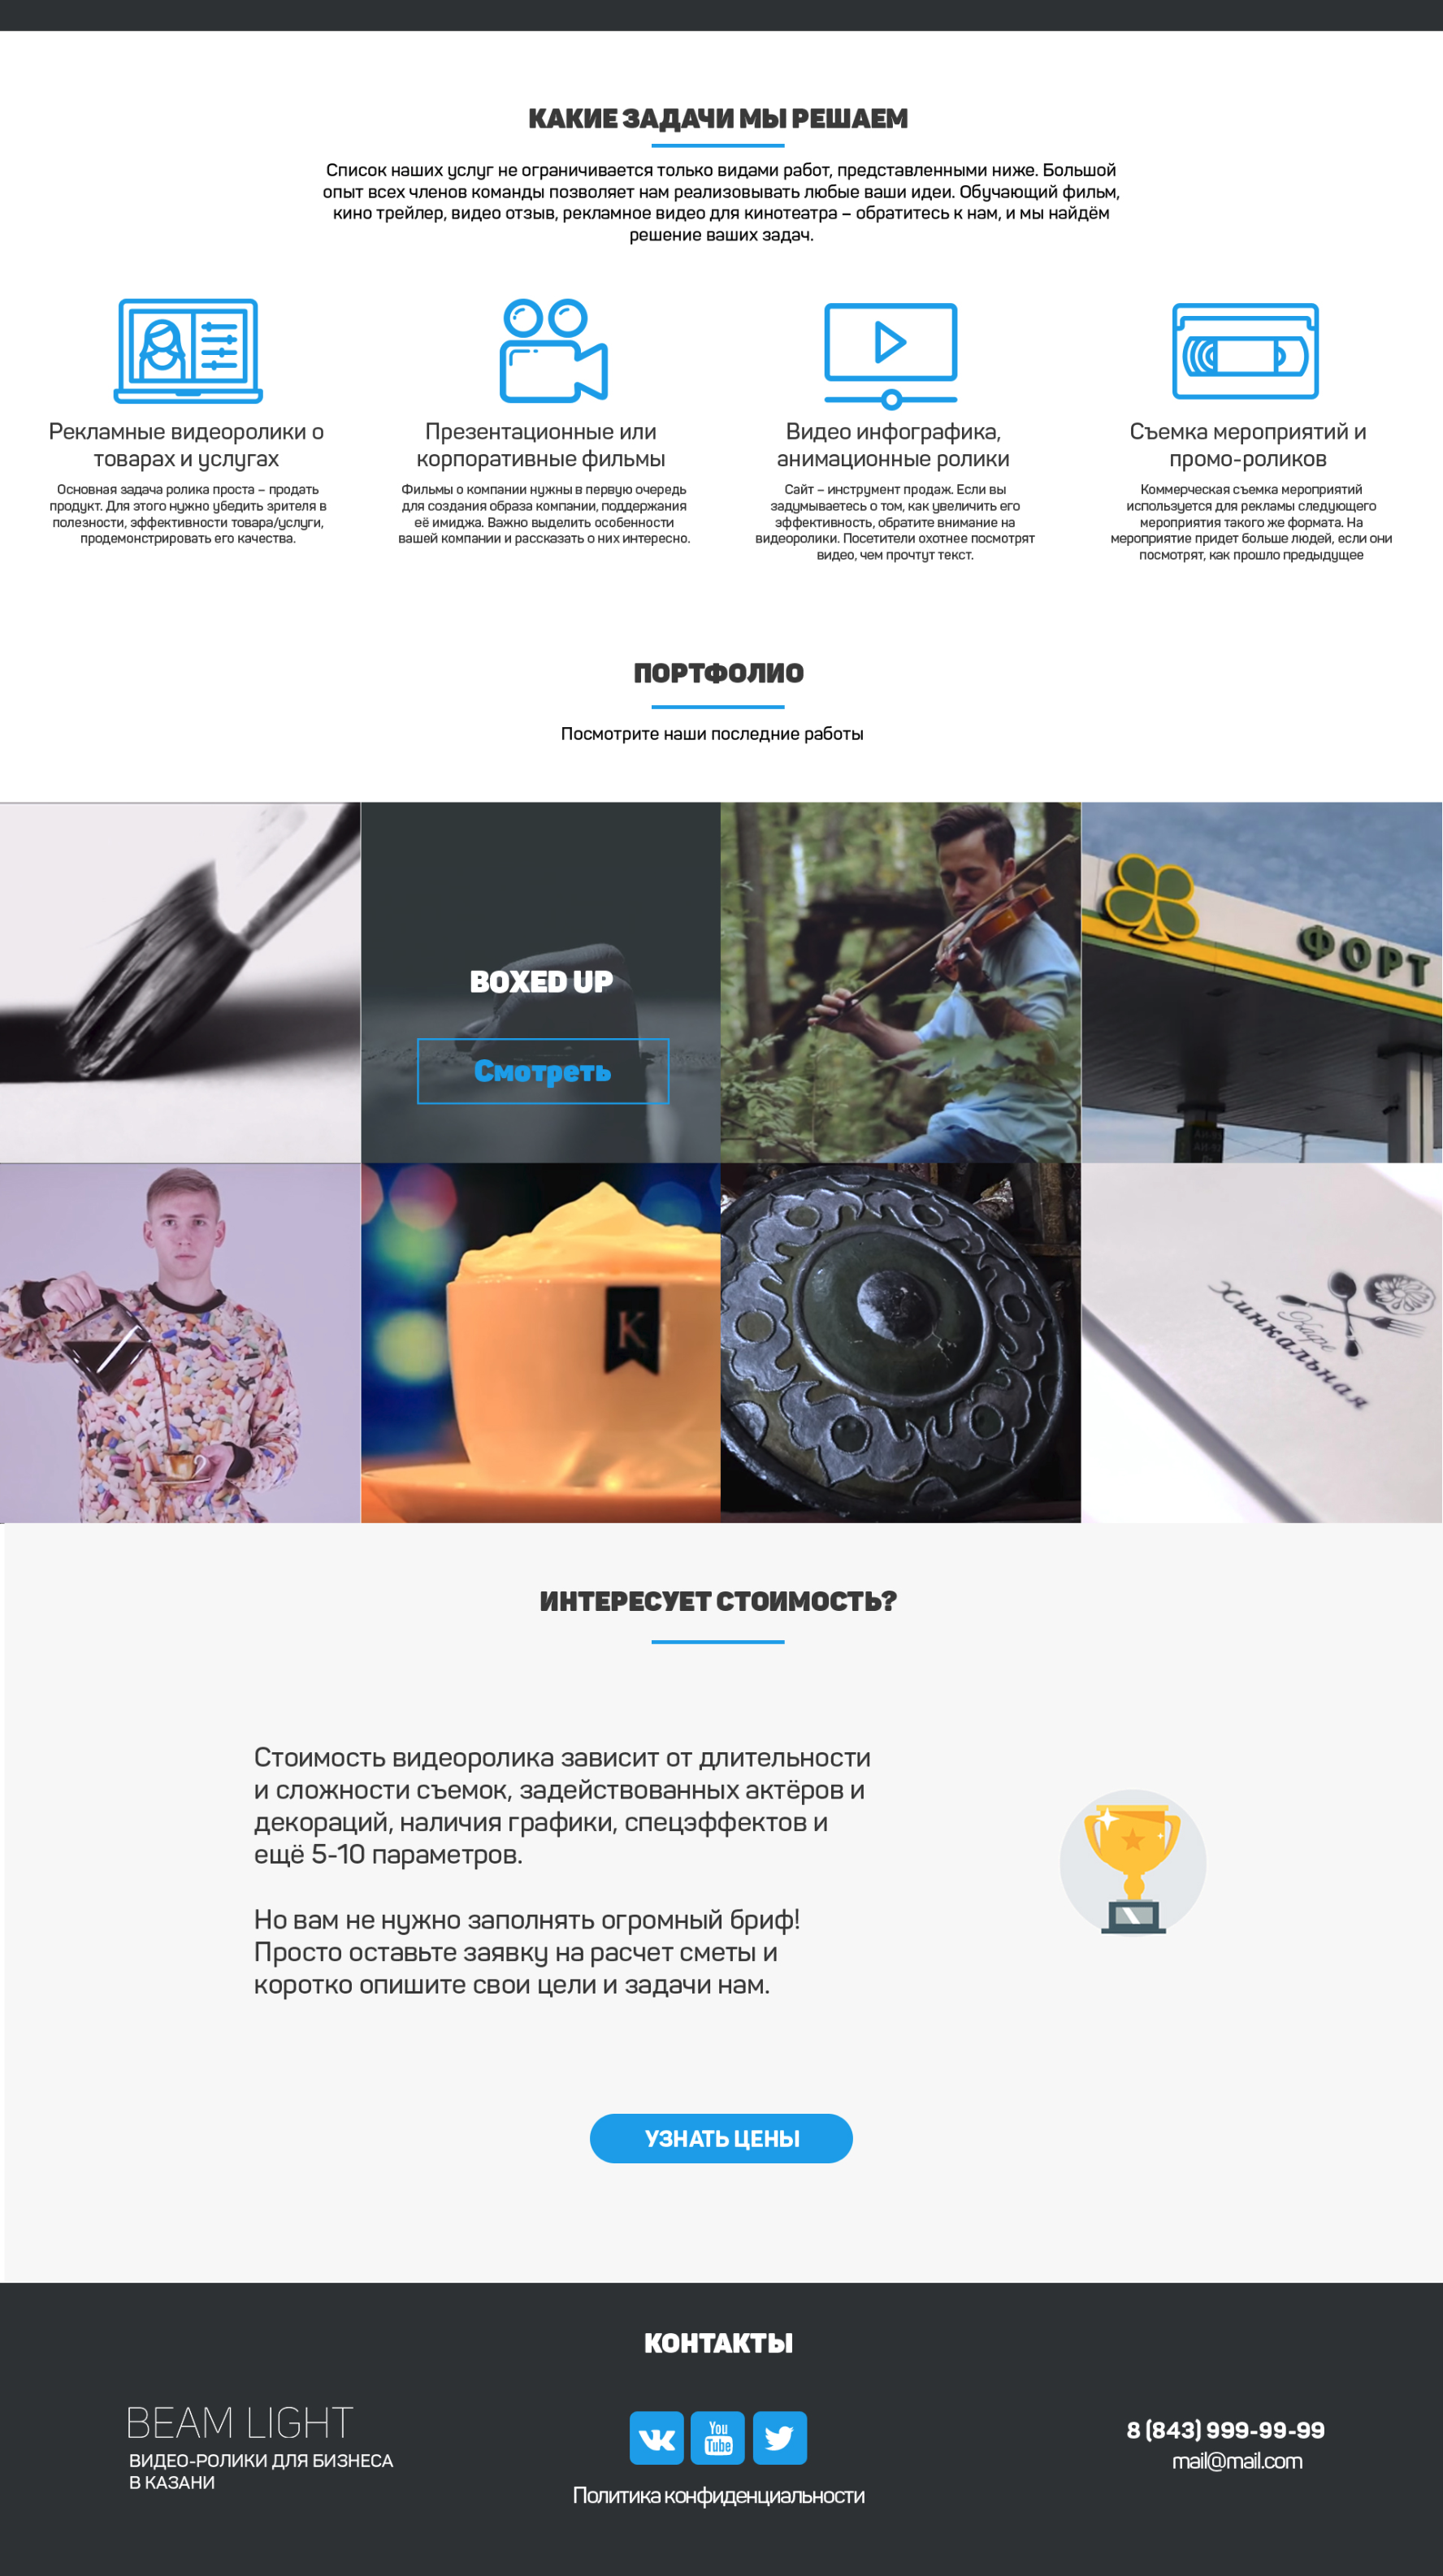 КАКИЕ ЗАДАЧИ МЫ РЕШАЕМ
Список наших услуг не ограничивается только видами работ, представленными ниже. Большой
опыт всех членов команды позволяет нам реализовывать любые ваши идеи. Обучающий фильм,
кино трейлер, видео отзыв, рекламное видео для кинотеатра – обратитесь к нам, и мы найдём
решение ваших задач.
Рекламные видеоролики о
товарах и услугах
Основная задача ролика проста – продать
продукт. Для этого нужно убедить зрителя в
полезности, эффективности товара/услуги,
продемонстрировать его качества.
Презентационные или
корпоративные фильмы
Фильмы о компании нужны в первую очередь
для создания образа компании, поддержания
её имиджа. Важно выделить особенности
вашей компании и рассказать о них интересно.
Видео инфографика,
анимационные ролики
Сайт – инструмент продаж. Если вы
задумываетесь о том, как увеличить его
эффективность, обратите внимание на
видеоролики. Посетители охотнее посмотрят
видео, чем прочтут текст.
Съемка мероприятий и
промо-роликов
Коммерческая съемка мероприятий
используется для рекламы следующего
мероприятия такого же формата. На
мероприятие придет больше людей, если они
посмотрят, как прошло предыдущее
ПОРТФОЛИО
Посмотрите наши последние работы
BOXED UP
Смотреть
ФОРТ
K
Хинкальная
ИНТЕРЕСУЕТ СТОИМОСТЬ?
Стоимость видеоролика зависит от длительности
и сложности съемок, задействованных актёров и
декораций, наличия графики, спецэффектов и
ещё 5-10 параметров.
Но вам не нужно заполнять огромный бриф!
Просто оставьте заявку на расчет сметы и
коротко опишите свои цели и задачи нам.
УЗНАТЬ ЦЕНЫ
КОНТАКТЫ
BEAM LIGHT
ВИДЕО-РОЛИКИ ДЛЯ БИЗНЕСА
В КАЗАНИ
You
Tube
Политика конфиденциальности
8 (843) 999-99-99
mail@mail.com